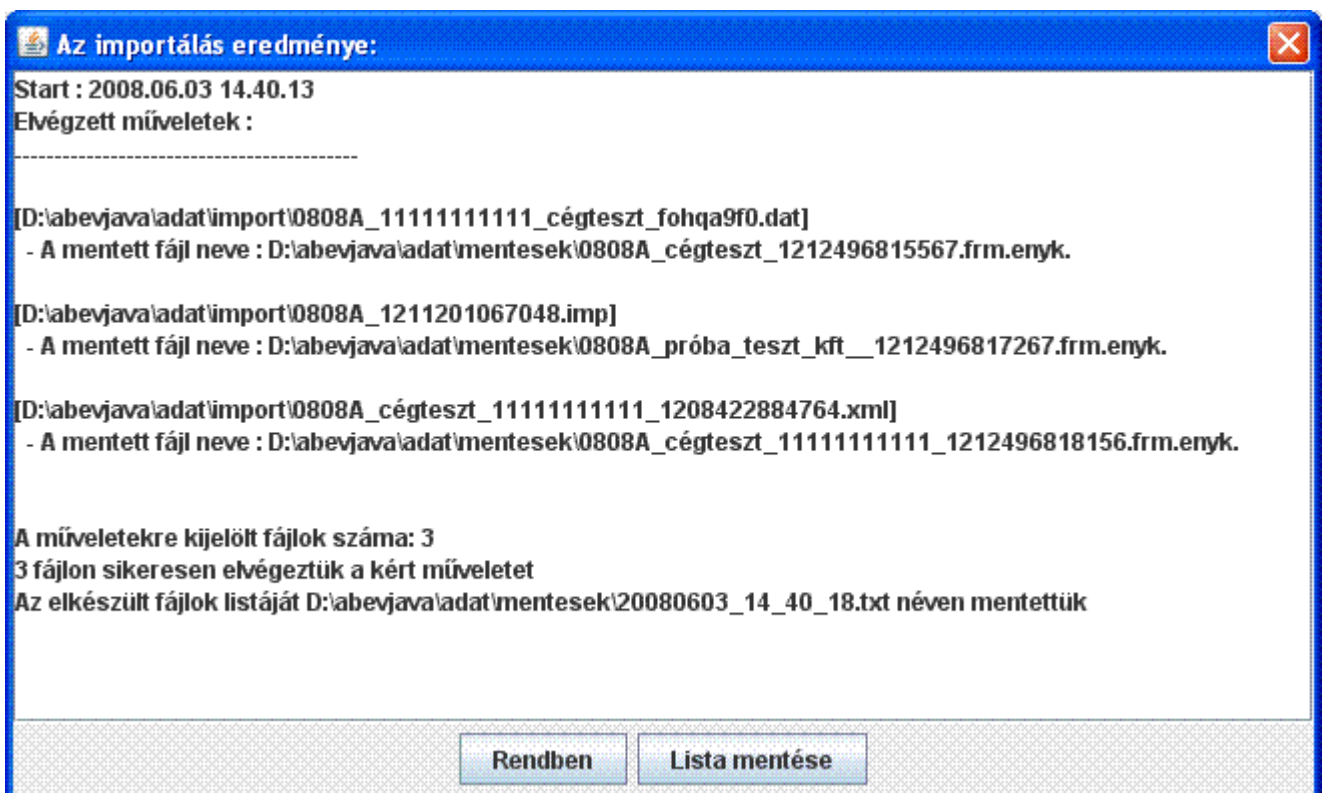 Az importálás eredménye:
Start : 2008.06.03 14.40.13
Elvégzett műveletek :
-------------------------------------------
[D:\abevjava\adat\import\0808A_11111111111_cégteszt_fohqa9f0.dat]
- A mentett fájl neve : D:\abevjava\adat\mentesek\0808A_cégteszt_1212496815567.frm.enyk.
[D:\abevjava\adat\import\0808A_1211201067048.imp]
- A mentett fájl neve : D:\abevjava\adat\mentesek\0808A_próba_teszt_kft__1212496817267.frm.enyk.
[D:\abevjava\adat\import\0808A_cégteszt_11111111111_1208422884764.xml]
- A mentett fájl neve : D:\abevjava\adat\mentesek\0808A_cégteszt_11111111111_1212496818156.frm.enyk.
A műveletekre kijelölt fájlok száma: 3
3 fájlon sikeresen elvégeztük a kért műveletet
Az elkészült fájlok listáját D:\abevjava\adat\mentesek\20080603_14_40_18.txt néven mentettük
Rendben
Lista mentése